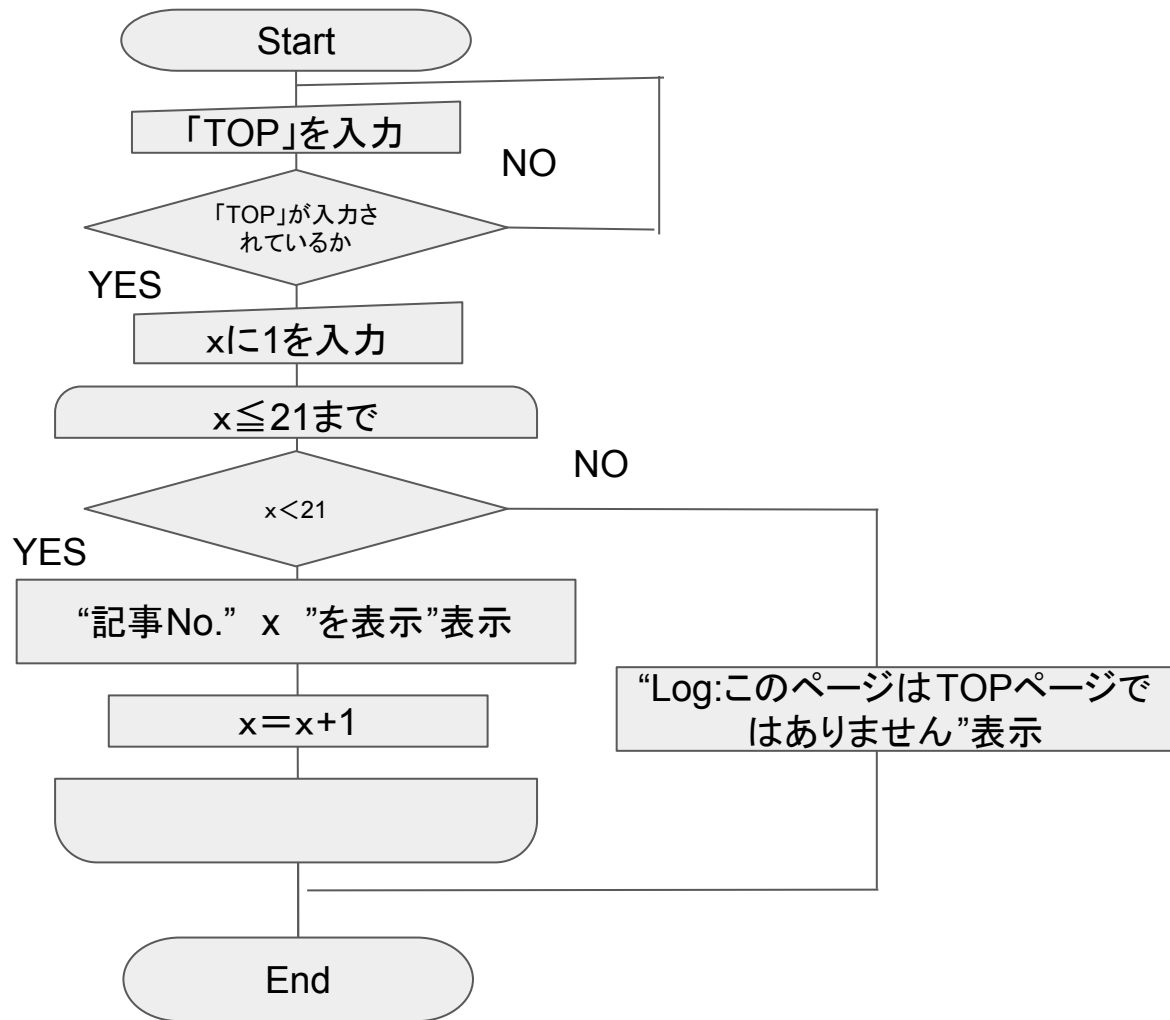 Start
「TOP」を入力
NO
「TOP」が入力さ
れているか
YES
xに1を入力
x≦21まで
NO
x<21
YES
“記事No.” x ”を表示”表示
“Log:このページはTOPページで
はありません”表示
x=x+1
End